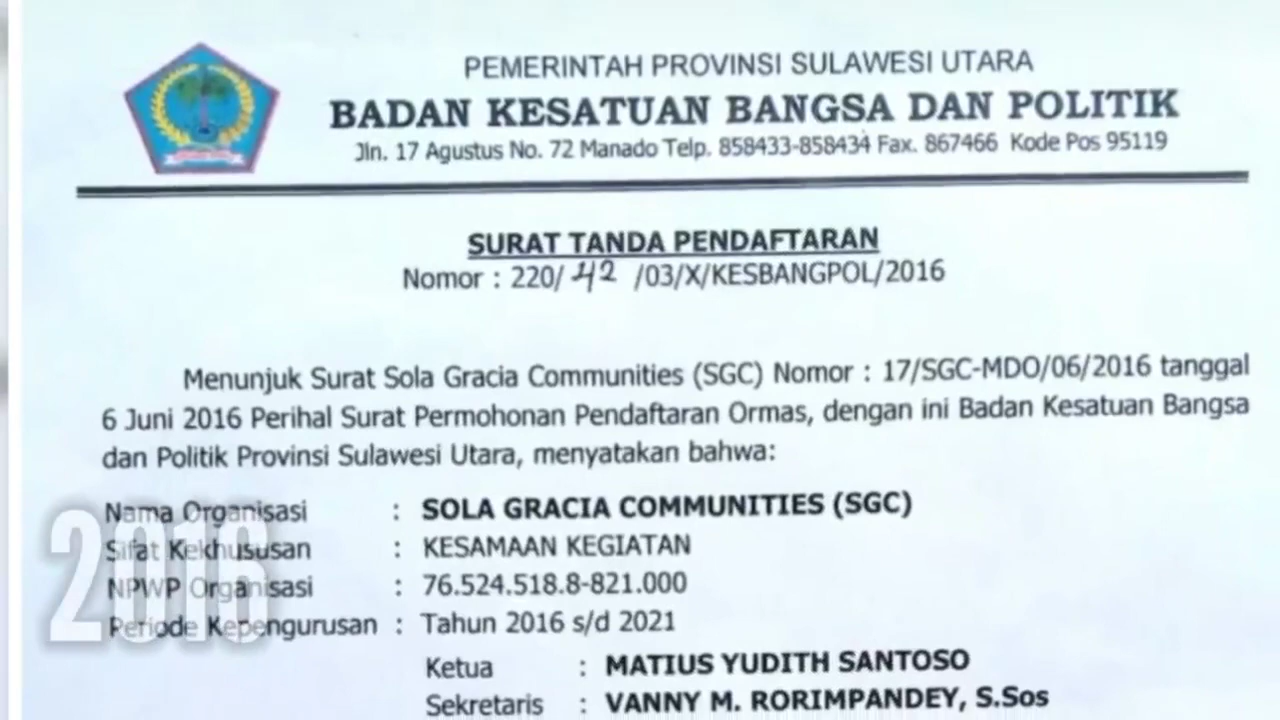 PEMERINTAH PROVINSI SULAWESI UTARA
BADAN KESATUAN BANGSA DAN POLITIK
Jln. 17 Agustus No. 72 Manado Telp. 858433-858434 Fax. 867466 Kode Pos 95119
SURAT TANDA PENDAFTARAN
Nomor : 220/ 42 /03/X/KESBANGPOL/2016
Menunjuk Surat Sola Gracia Communities (SGC) Nomor : 17/SGC-MDO/06/2016 tanggal
6 Juni 2016 Perihal Surat Permohonan Pendaftaran Ormas, dengan ini Badan Kesatuan Bangsa
dan Politik Provinsi Sulawesi Utara, menyatakan bahwa:
Nama Organisasi : SOLA GRACIA COMMUNITIES (SGC)
Sifat Kekhususan : KESAMAAN KEGIATAN
NPWP Organisasi : 76.524.518.8-821.000
Periode Kepengurusan : Tahun 2016 s/d 2021
Ketua : MATIUS YUDITH SANTOSO
Sekretaris : VANNY M. RORIMPANDEY, S.Sos
2016